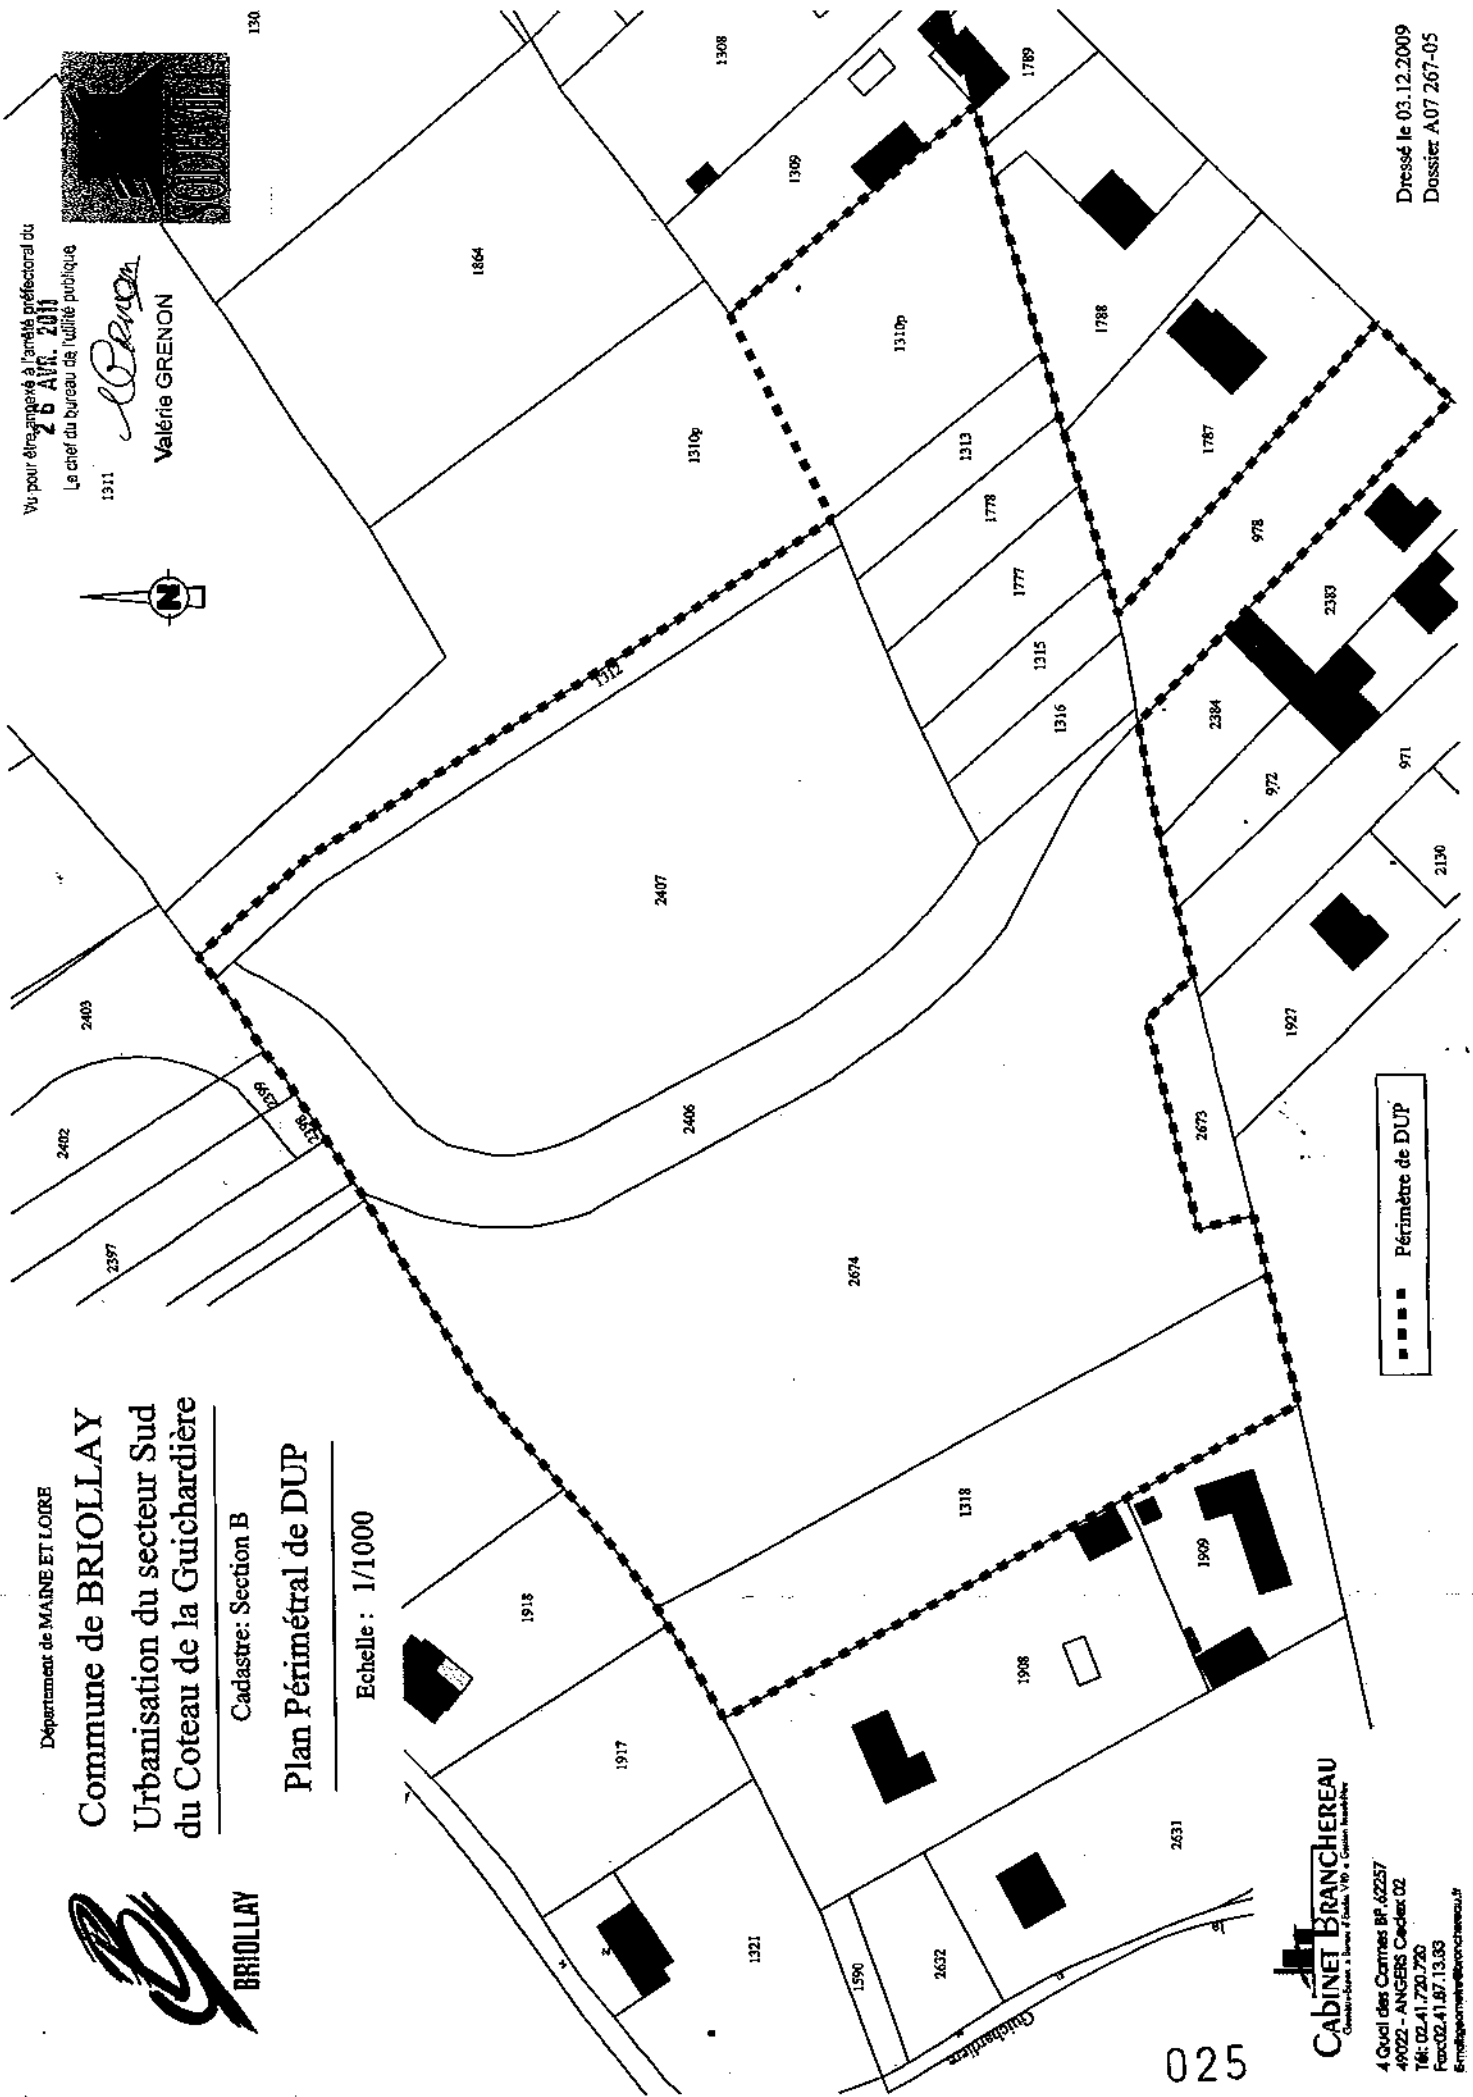 Département de MAINE ET LOIRE
Commune de BRIOLLAY
Urbanisation du secteur Sud
du Coteau de la Guichardière
Cadastre: Section B
Plan Périmétral de DUP
Echelle : 1/1000
BRIOLLAY
Vu pour être annexé à l'arrêté préfectoral du
26 AVR. 2011
Le chef du bureau de l'utilité publique
Valérie GRENON
SODEMEL
N
130
1311
1308
1864
1309
1789
1310p
1310p
1788
1313
1778
1787
1777
978
1315
2383
1312
1316
2384
972
971
2407
2130
2403
1927
2399
2402
2398
2406
2673
2397
2674
1318
1918
1909
1908
1917
2631
1321
1590
2632
Guichardière
Périmètre de DUP
Dressé le 03.12.2009
Dossier A07 267-05
CABINET BRANCHEREAU
4 Quai des Carmes BP.62257
49022 - ANGERS Cedex 02
Tél: 02.41.720.720
Fax:02.41.87.13.33
025